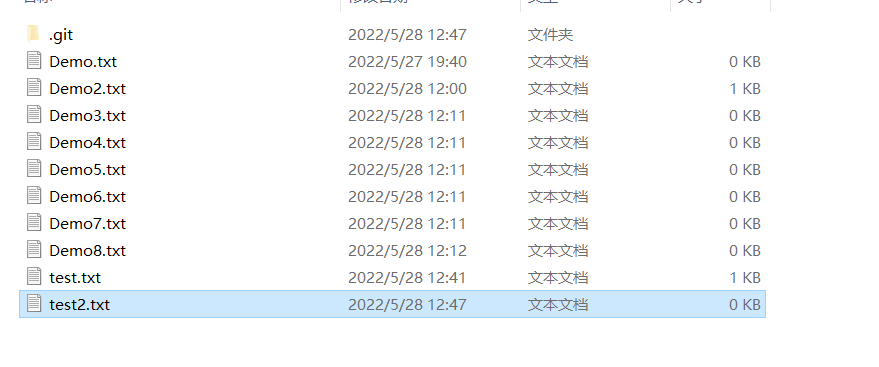 .git 2022/5/28 12:47 文件夹
Demo.txt 2022/5/27 19:40 文本文档 0 KB
Demo2.txt 2022/5/28 12:00 文本文档 1 KB
Demo3.txt 2022/5/28 12:11 文本文档 0 KB
Demo4.txt 2022/5/28 12:11 文本文档 0 KB
Demo5.txt 2022/5/28 12:11 文本文档 0 KB
Demo6.txt 2022/5/28 12:11 文本文档 0 KB
Demo7.txt 2022/5/28 12:11 文本文档 0 KB
Demo8.txt 2022/5/28 12:12 文本文档 0 KB
test.txt 2022/5/28 12:41 文本文档 1 KB
test2.txt 2022/5/28 12:47 文本文档 0 KB